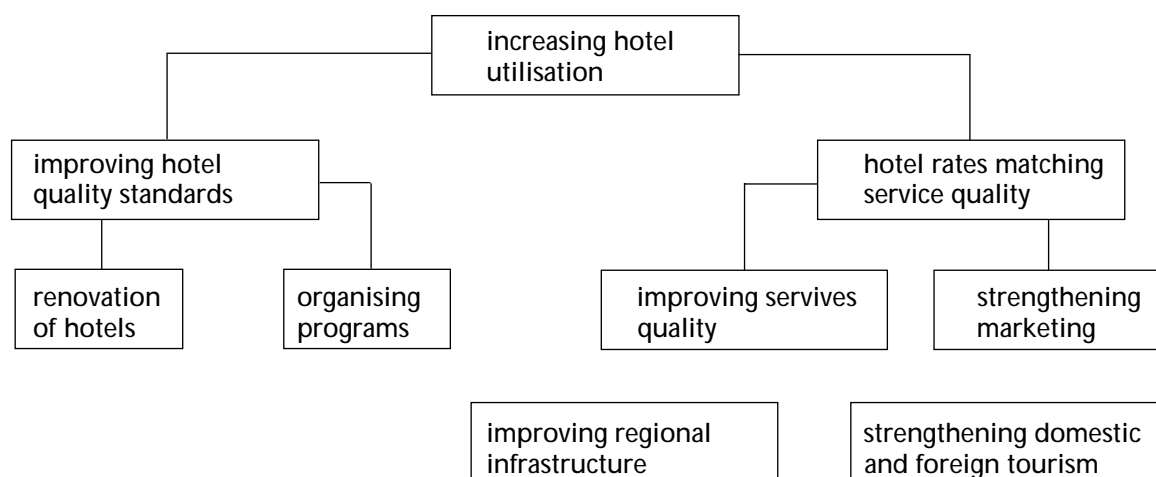 increasing hotel
utilisation
improving hotel
quality standards
hotel rates matching
service quality
renovation
of hotels
organising
programs
improving servives
quality
strengthening
marketing
improving regional
infrastructure
strengthening domestic
and foreign tourism